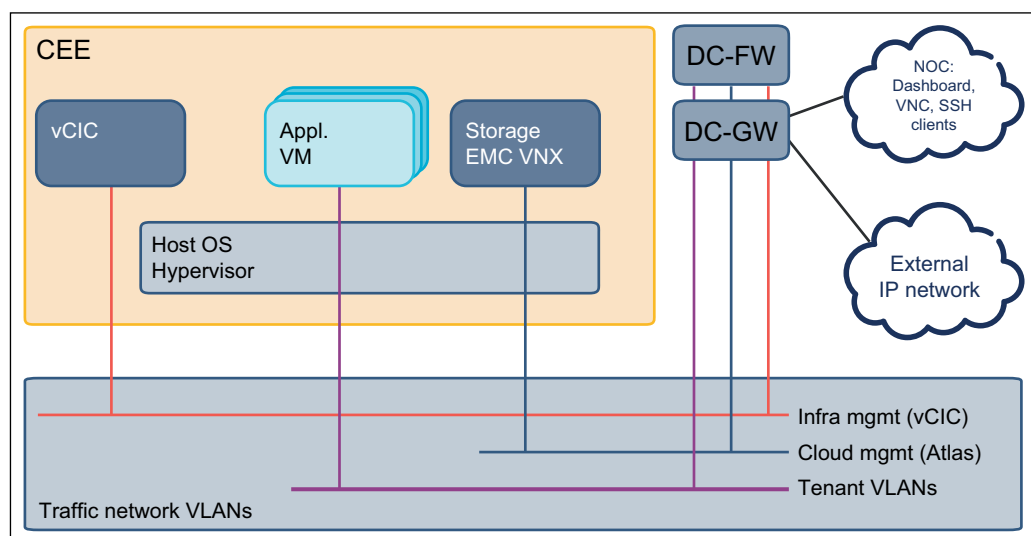 CEE
vCIC
Appl.
VM
Storage
EMC VNX
Host OS
Hypervisor
DC-FW
DC-GW
NOC:
Dashboard,
VNC, SSH
clients
External
IP network
Infra mgmt (vCIC)
Cloud mgmt (Atlas)
Tenant VLANs
Traffic network VLANs